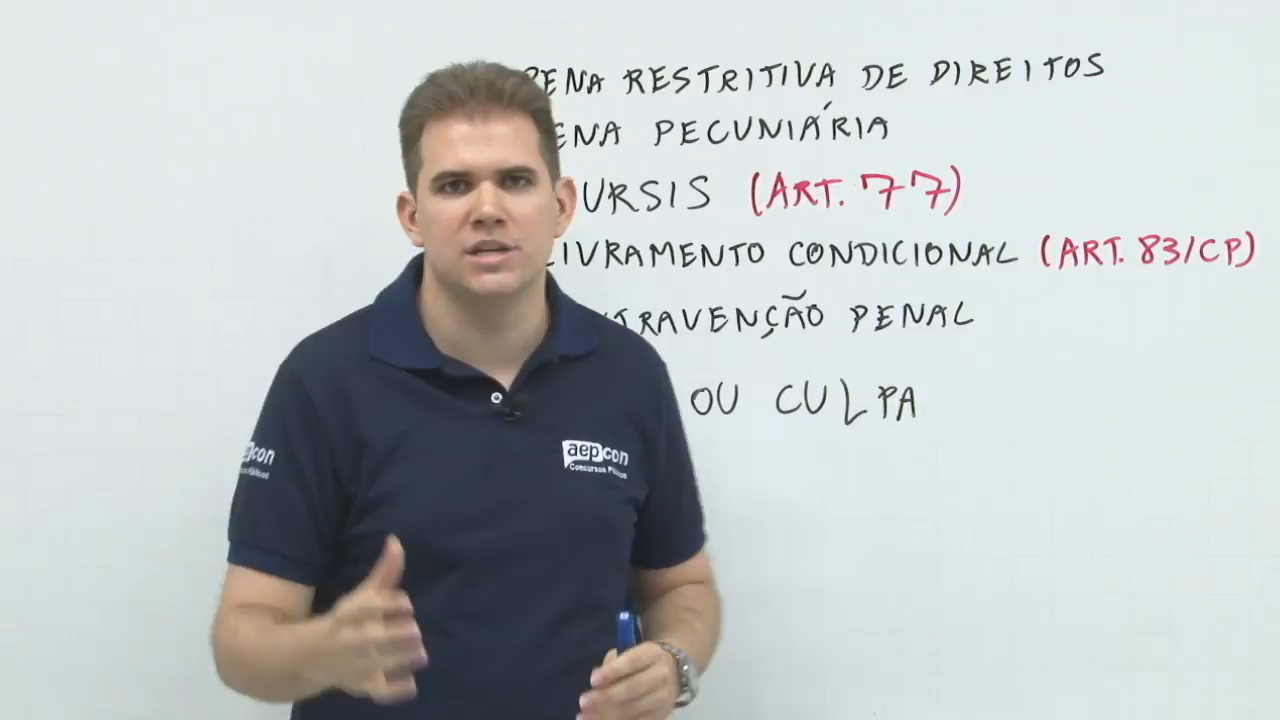 PENA RESTRITIVA DE DIREITOS
ENA PECUNIÁRIA
URSIS (ART. 77)
LIVRAMENTO CONDICIONAL (ART. 83/CP)
TRAVENÇÃO PENAL
OU CULPA
aepcon
Concursos Públicos
con